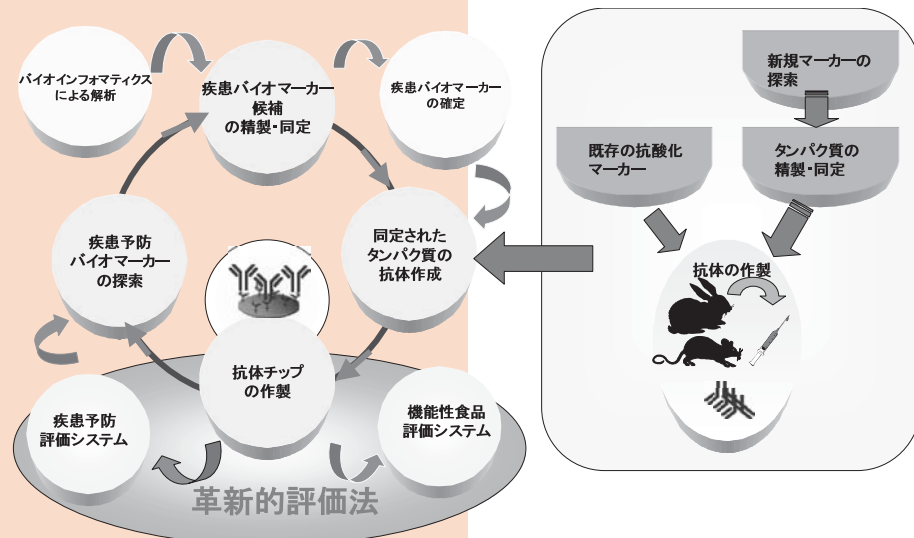 バイオインフォマティクス
による解析
疾患バイオマーカー
候補
の精製・同定
疾患バイオマーカー
の確定
疾患予防
バイオマーカー
の探索
同定された
タンパク質の
抗体作成
抗体チップ
の作製
疾患予防
評価システム
機能性食品
評価システム
革新的評価法
新規マーカーの
探索
既存の抗酸化
マーカー
タンパク質の
精製・同定
抗体の作製